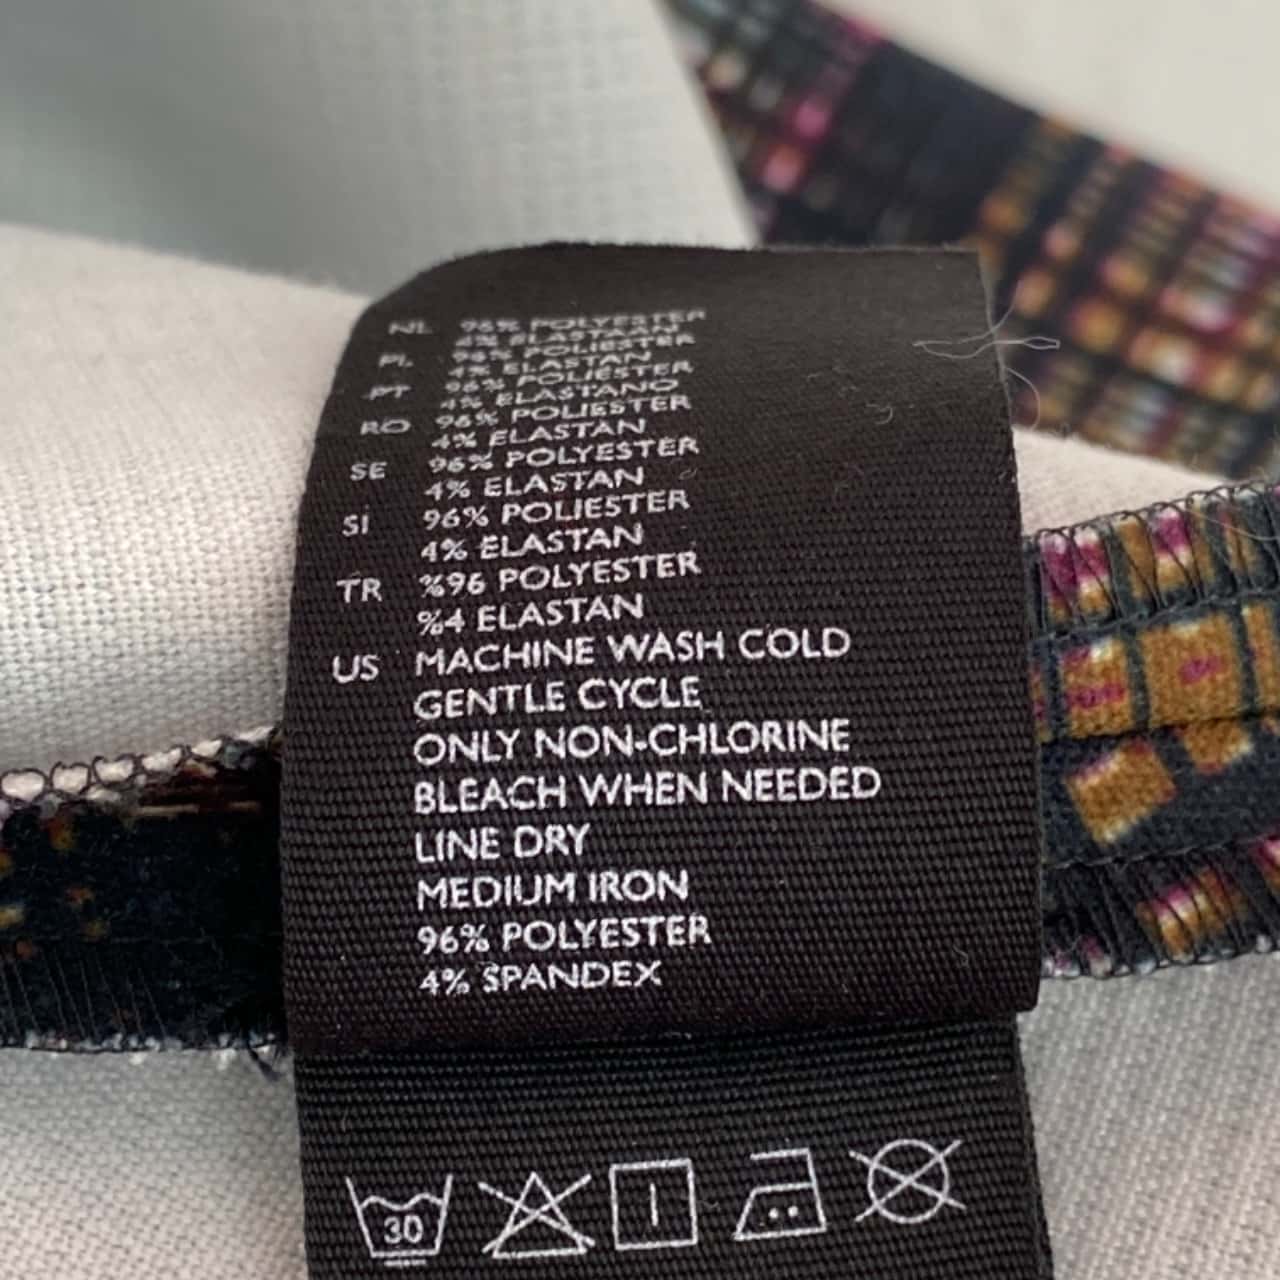 NL 96% POLYESTER
4% ELASTAAN
PL 96% POLIESTER
4% ELASTAN
PT 96% POLIÉSTER
4% ELASTANO
RO 96% POLIESTER
4% ELASTAN
SE 96% POLYESTER
4% ELASTAN
SI 96% POLIESTER
4% ELASTAN
TR %96 POLYESTER
%4 ELASTAN
US MACHINE WASH COLD
GENTLE CYCLE
ONLY NON-CHLORINE
BLEACH WHEN NEEDED
LINE DRY
MEDIUM IRON
96% POLYESTER
4% SPANDEX
30